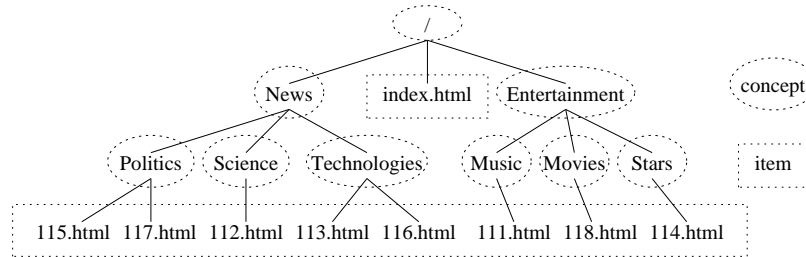 /
News index.html Entertainment concept
Politics Science Technologies Music Movies Stars item
115.html 117.html 112.html 113.html 116.html 111.html 118.html 114.html